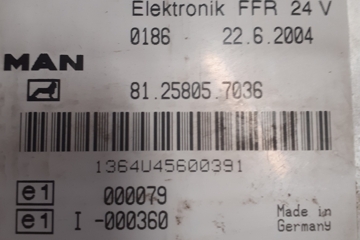 Elektronik FFR 24 V
0186 22.6.2004
MAN
81.25805.7036
1364U45600391
e1 000079
e1 I -000360
Made in
Germany